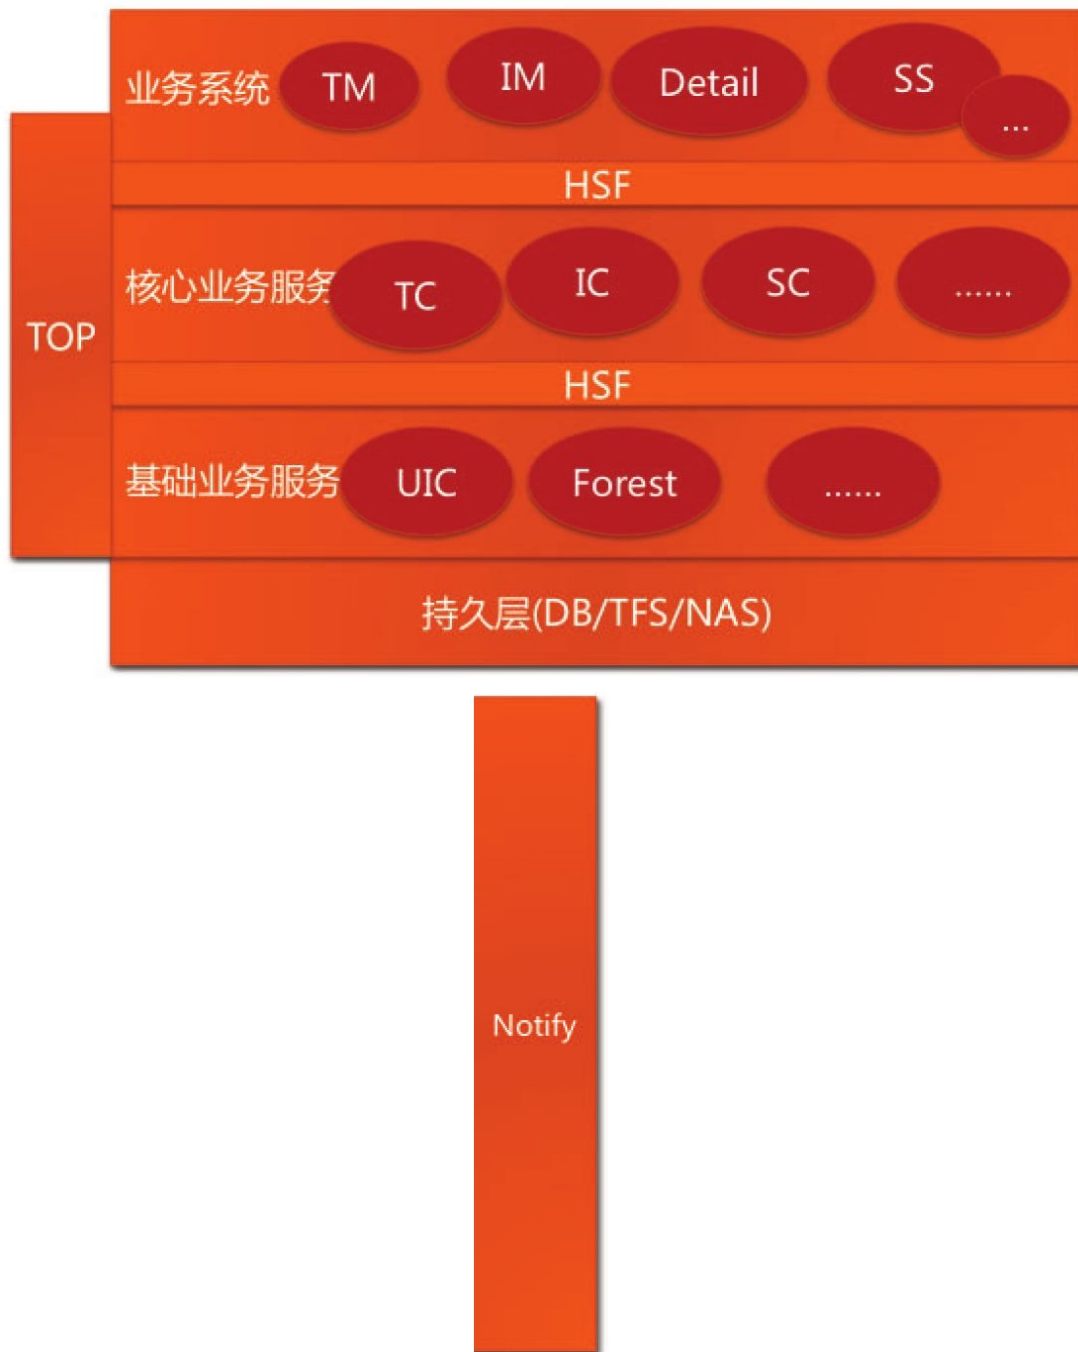 业务系统 TM IM Detail SS ...
HSF
核心业务服务 TC IC SC ......
TOP
HSF
基础业务服务 UIC Forest ......
持久层(DB/TFS/NAS)
Notify